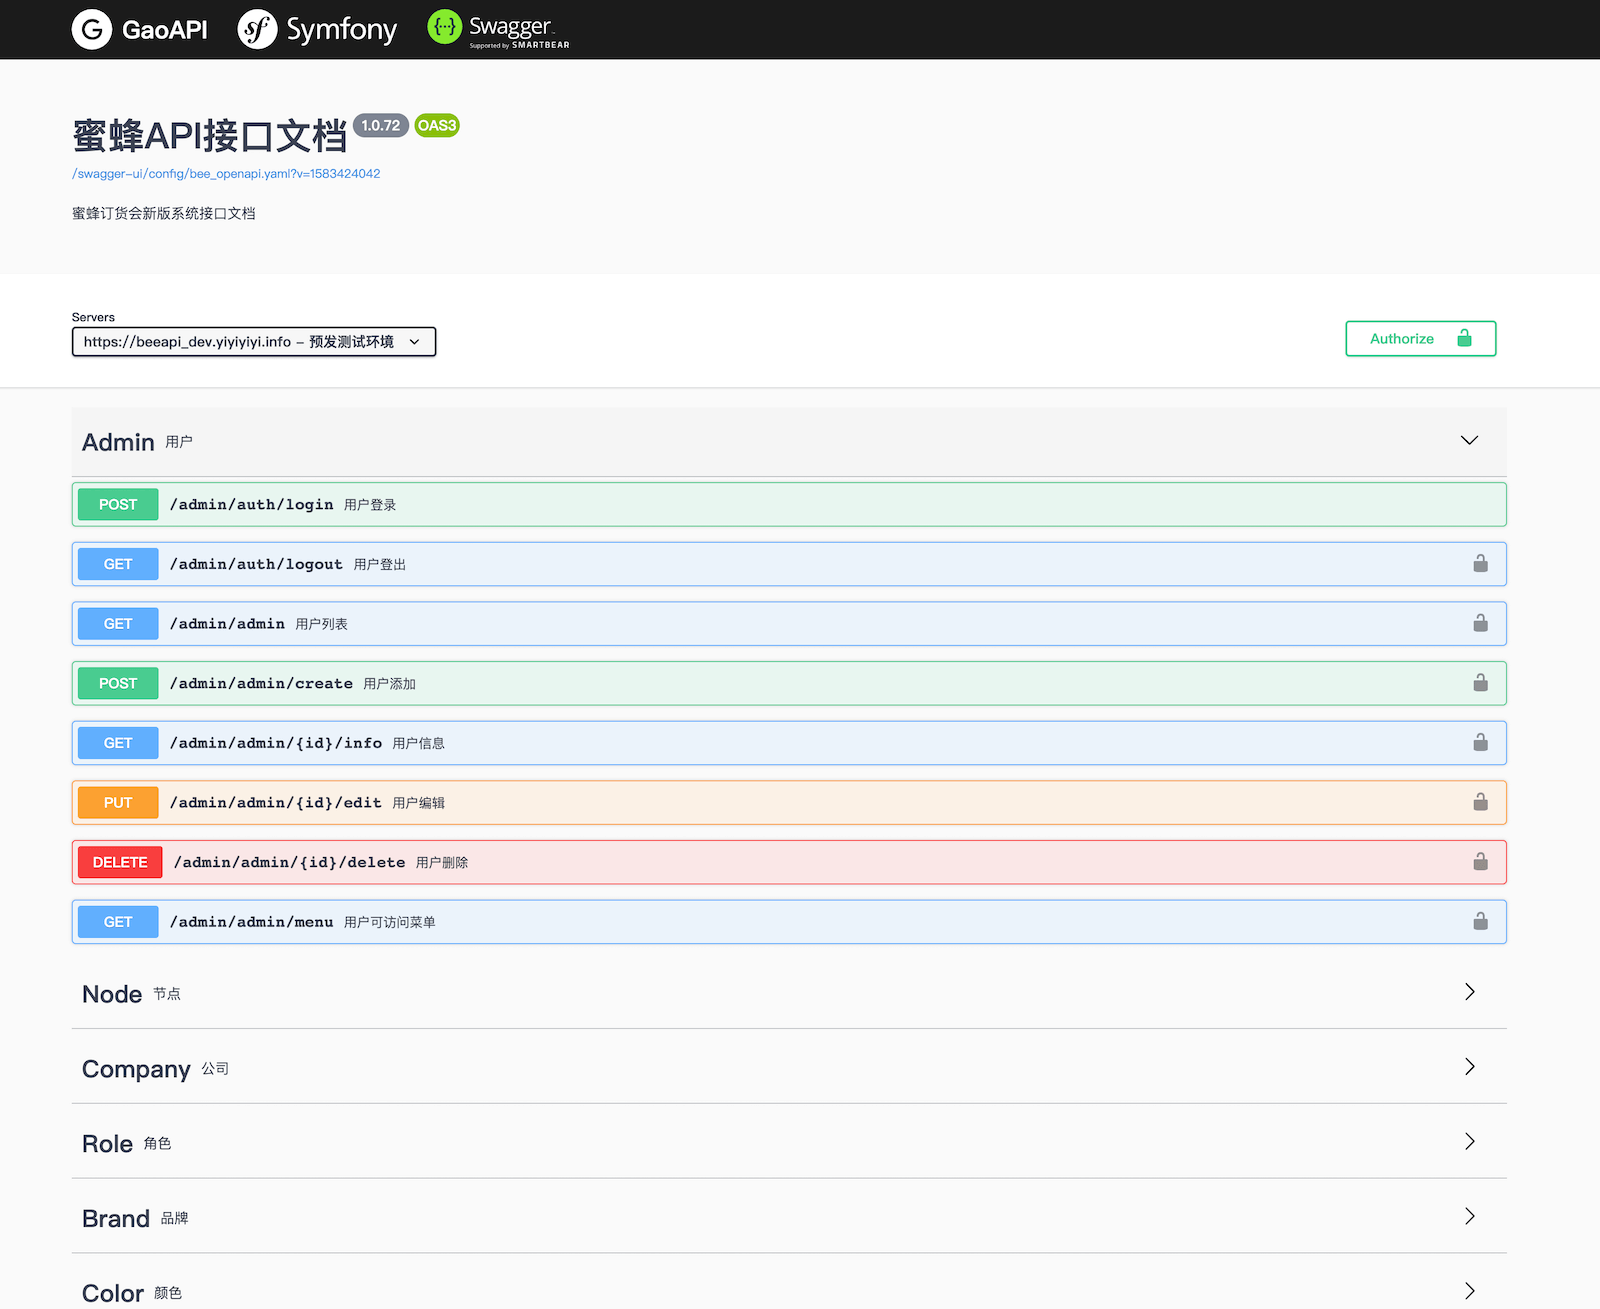 GaoAPI Symfony Swagger
Supported by SMARTBEAR
蜜蜂API接口文档 1.0.72 OAS3
/swagger-ui/config/bee_openapi.yaml?v=1583424042
蜜蜂订货会新版系统接口文档
Servers
https://beeapi_dev.yiyiyiyi.info – 预发测试环境
Authorize
Admin 用户
POST /admin/auth/login 用户登录
GET /admin/auth/logout 用户登出
GET /admin/admin 用户列表
POST /admin/admin/create 用户添加
GET /admin/admin/{id}/info 用户信息
PUT /admin/admin/{id}/edit 用户编辑
DELETE /admin/admin/{id}/delete 用户删除
GET /admin/admin/menu 用户可访问菜单
Node 节点
Company 公司
Role 角色
Brand 品牌
Color 颜色